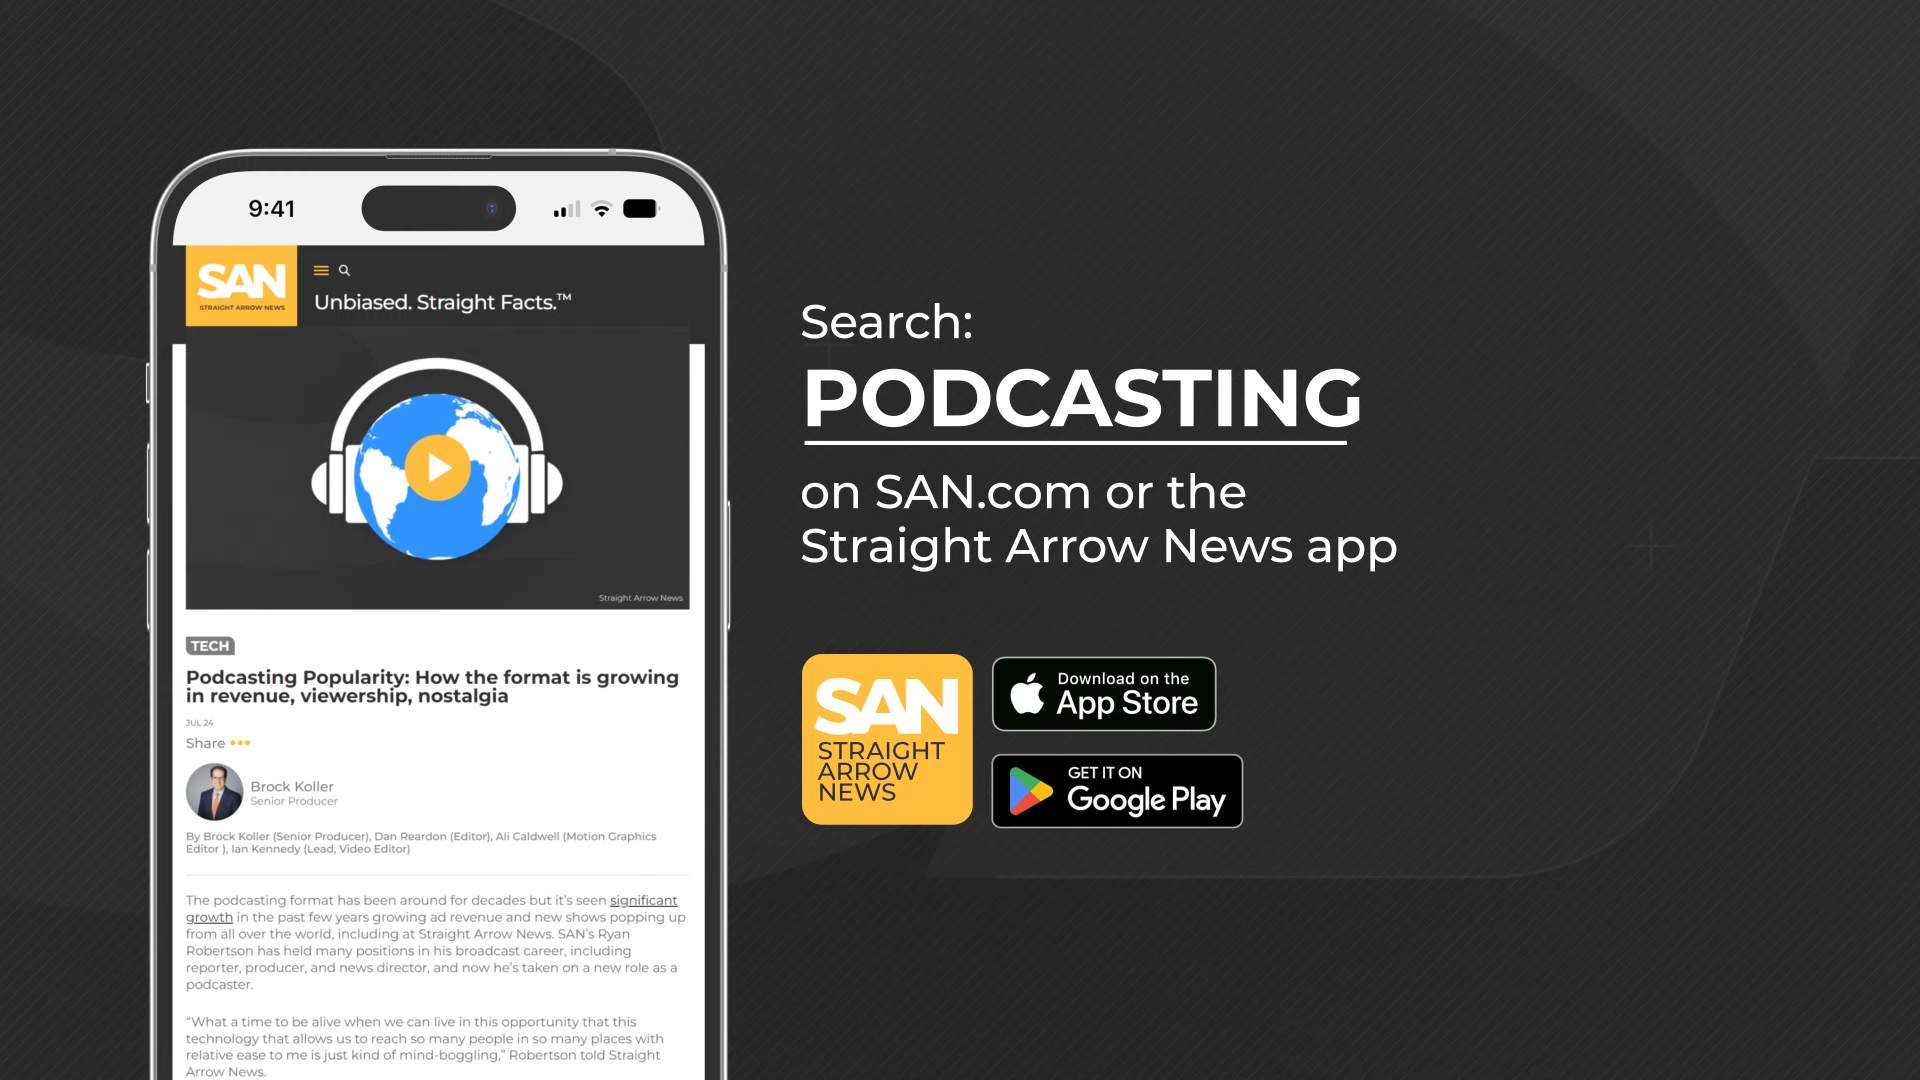 9:41
SAN
STRAIGHT ARROW NEWS
Unbiased. Straight Facts.™
Straight Arrow News
TECH
Podcasting Popularity: How the format is growing
in revenue, viewership, nostalgia
JUL 24
Share
Brock Koller
Senior Producer
By Brock Koller (Senior Producer), Dan Reardon (Editor), Ali Caldwell (Motion Graphics
Editor ), Ian Kennedy (Lead, Video Editor)
The podcasting format has been around for decades but it’s seen significant
growth in the past few years growing ad revenue and new shows popping up
from all over the world, including at Straight Arrow News. SAN’s Ryan
Robertson has held many positions in his broadcast career, including
reporter, producer, and news director, and now he’s taken on a new role as a
podcaster.
“What a time to be alive when we can live in this opportunity that this
technology that allows us to reach so many people in so many places with
relative ease to me is just kind of mind-boggling,” Robertson told Straight
Arrow News.
Search:
PODCASTING
on SAN.com or the
Straight Arrow News app
SAN
STRAIGHT
ARROW
NEWS
Download on the
App Store
GET IT ON
Google Play